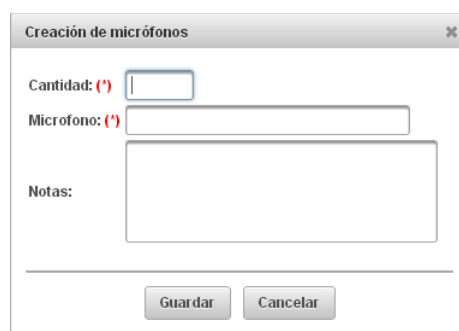 Creación de micrófonos
Cantidad: (*)
Microfono: (*)
Notas:
Guardar Cancelar